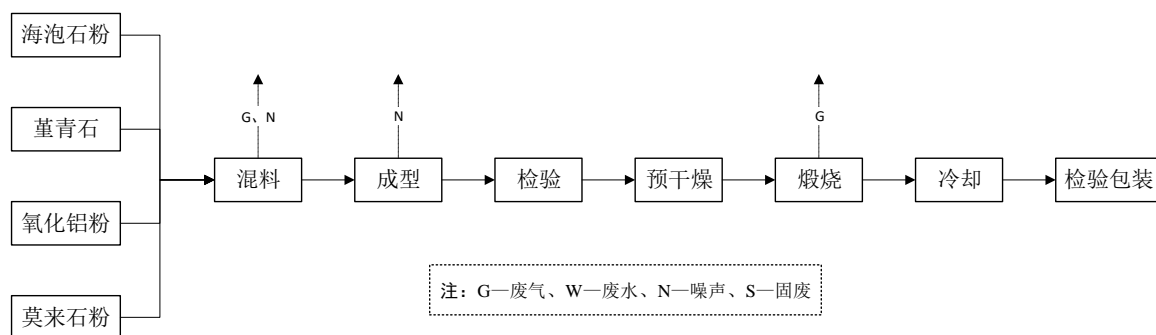 海泡石粉
堇青石
氧化铝粉
莫来石粉
G、N
N
G
混料
成型
检验
预干燥
煅烧
冷却
检验包装
注：G—废气、W—废水、N—噪声、S—固废